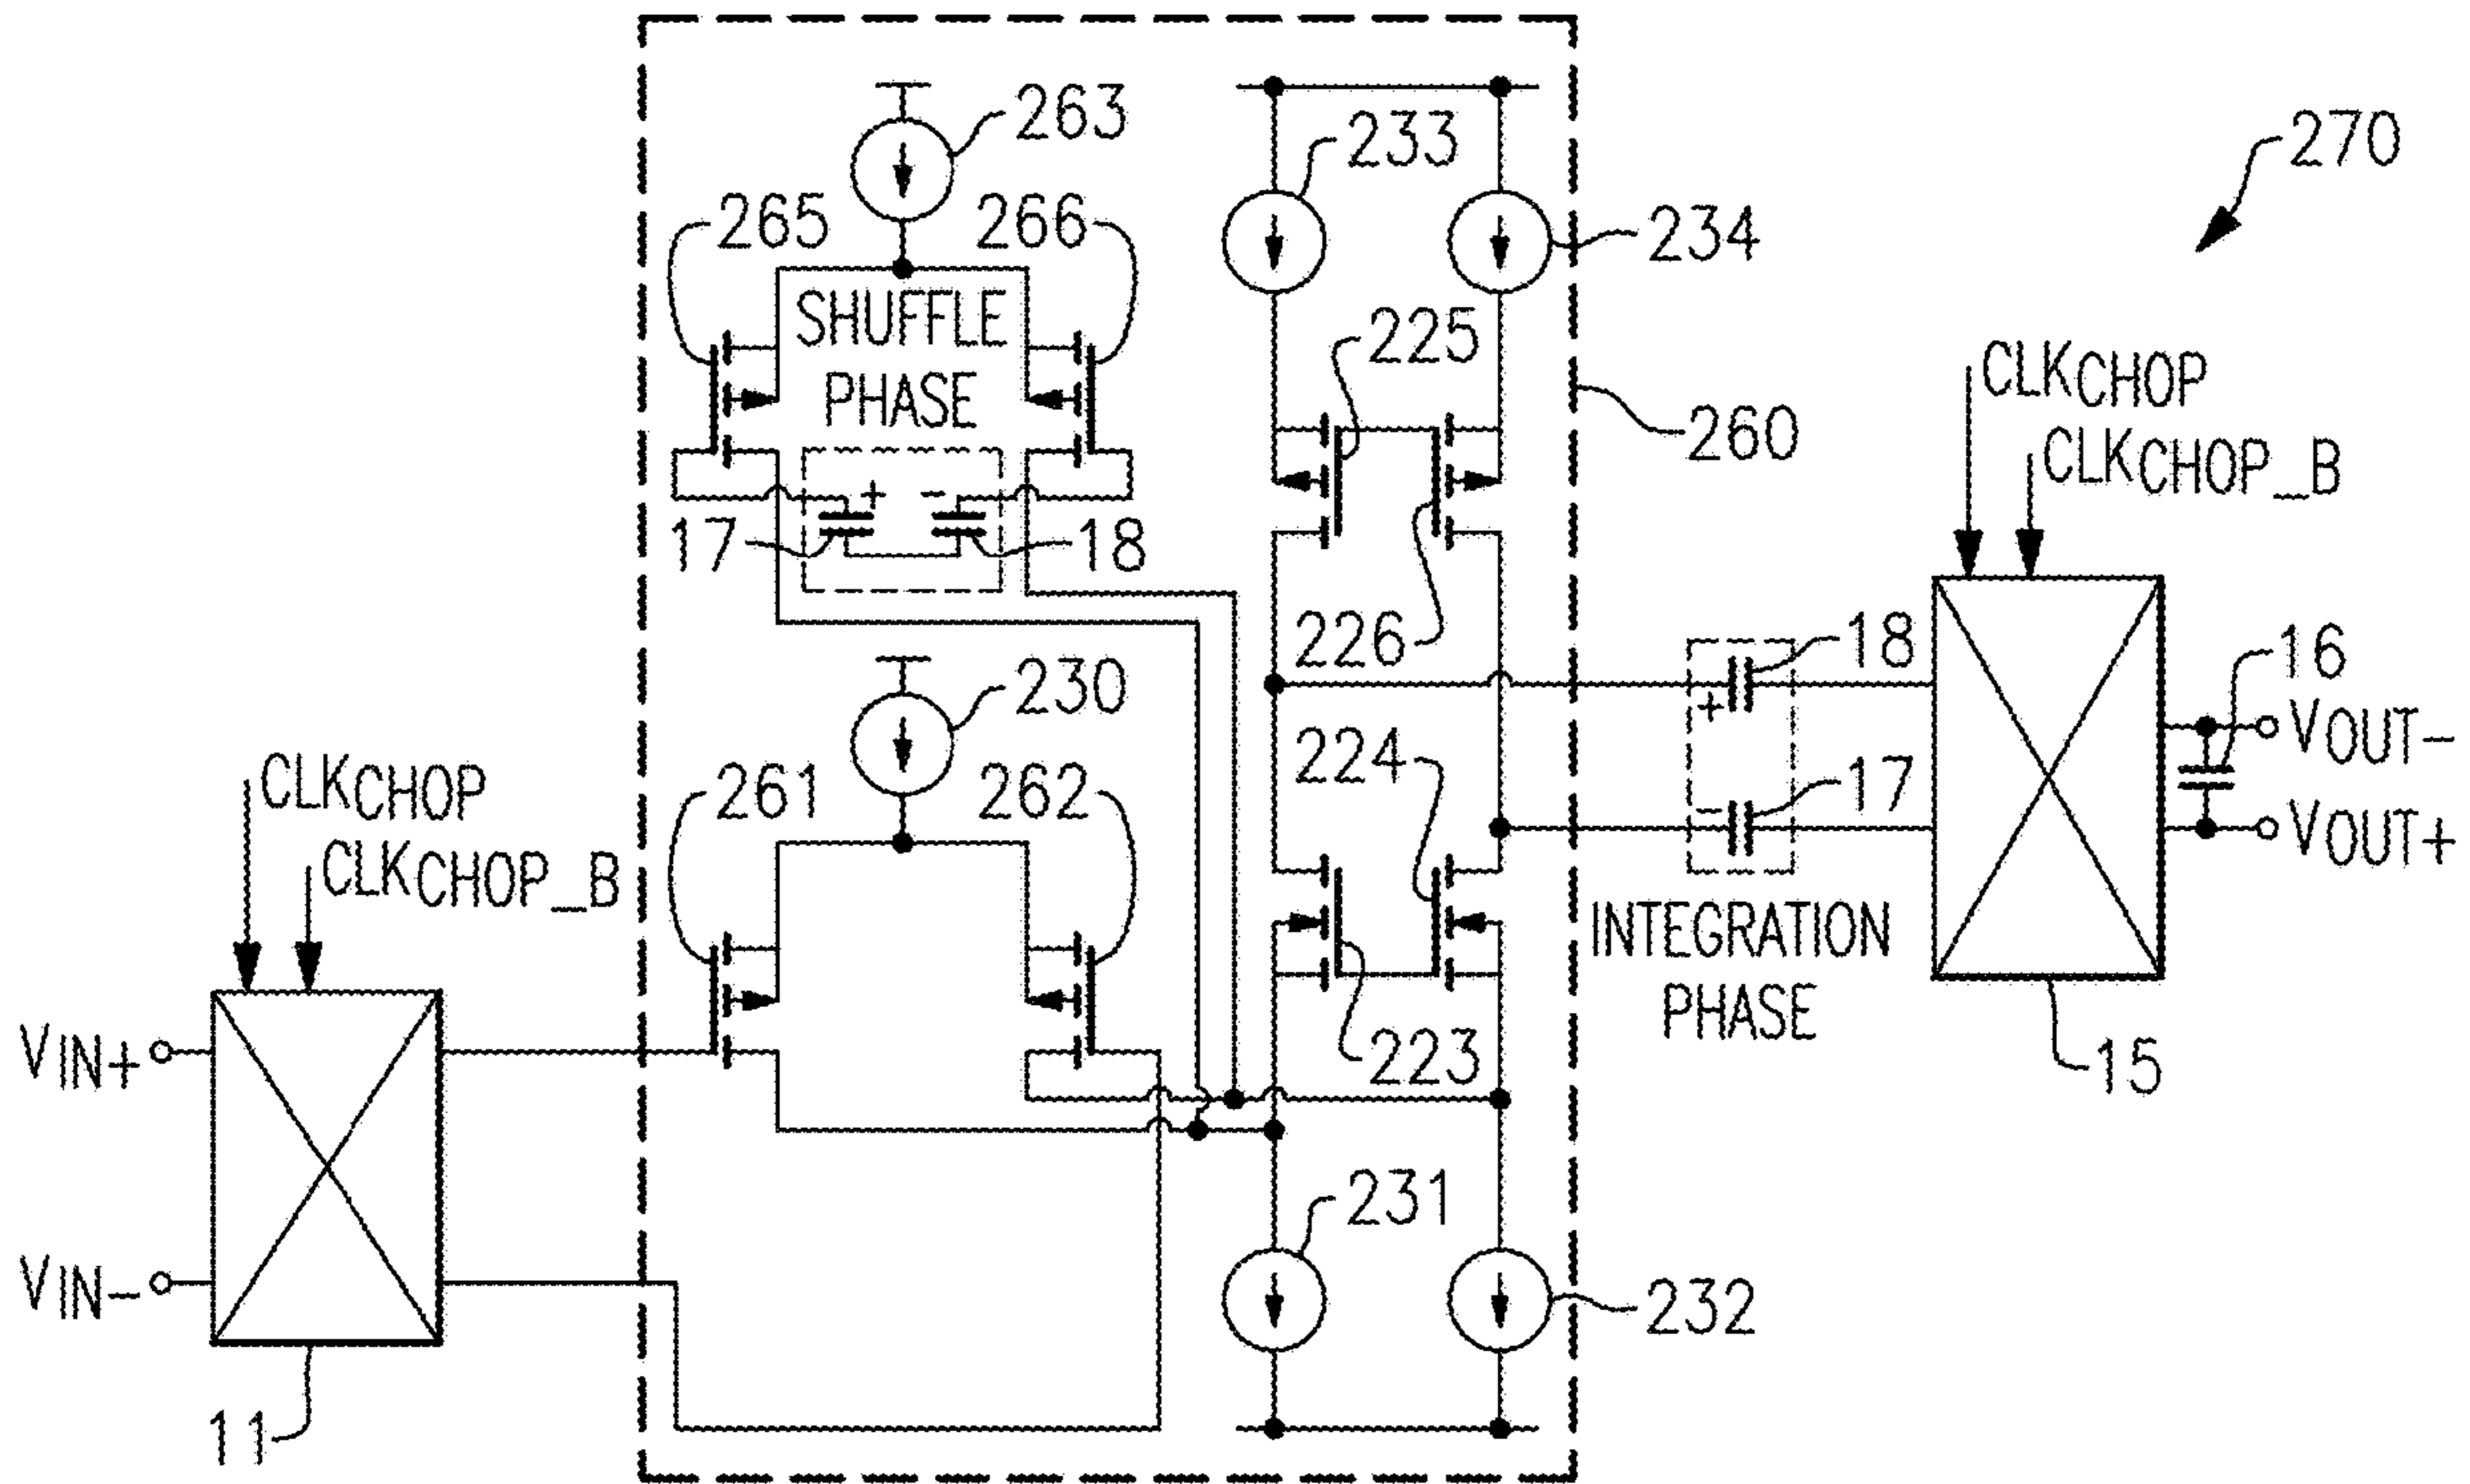 263
233
270
265
266
234
SHUFFLE
PHASE
225
CLKCHOP
260
CLKCHOP_B
+ -
17
18
226
18
+
16
230
VOUT-
224
CLKCHOP
261
262
-
17
VOUT+
CLKCHOP_B
INTEGRATION
PHASE
VIN+
223
15
231
VIN-
232
11